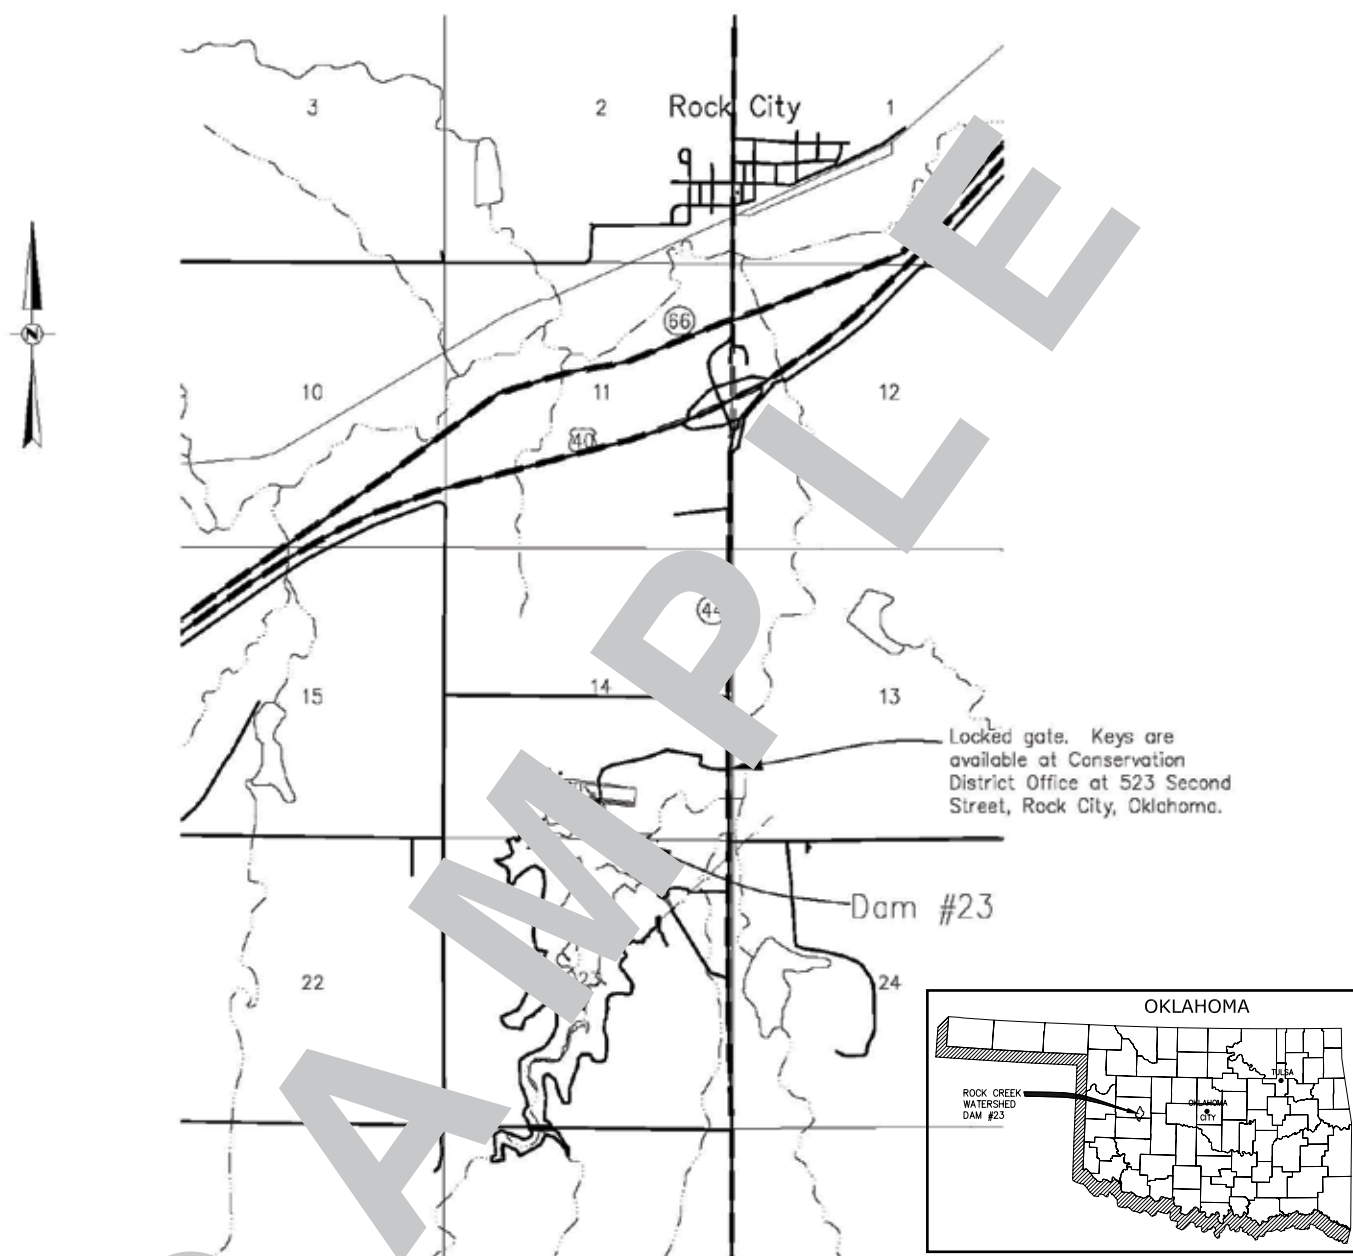 3
2
Rock City
1
66
10
11
12
40
44
15
14
13
Locked gate. Keys are
available at Conservation
District Office at 523 Second
Street, Rock City, Oklahoma.
Dam #23
22
23
24
N
SAMPLE
OKLAHOMA
TULSA
ROCK CREEK
WATERSHED
DAM #23
OKLAHOMA
CITY